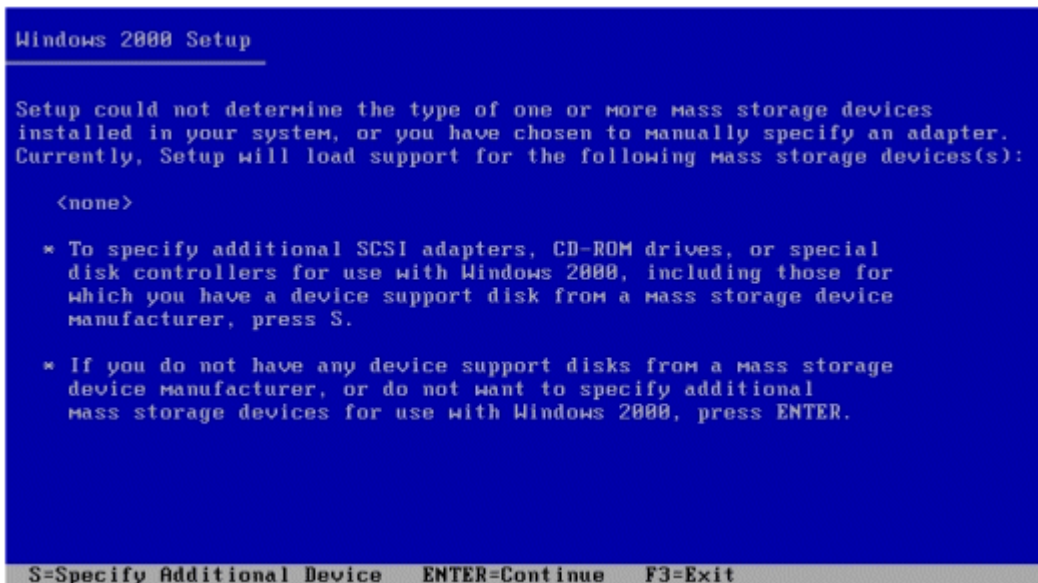 Windows 2000 Setup
Setup could not determine the type of one or more mass storage devices
installed in your system, or you have chosen to manually specify an adapter.
Currently, Setup will load support for the following mass storage devices(s):
<none>
* To specify additional SCSI adapters, CD-ROM drives, or special
disk controllers for use with Windows 2000, including those for
which you have a device support disk from a mass storage device
manufacturer, press S.
* If you do not have any device support disks from a mass storage
device manufacturer, or do not want to specify additional
mass storage devices for use with Windows 2000, press ENTER.
S=Specify Additional Device ENTER=Continue F3=Exit